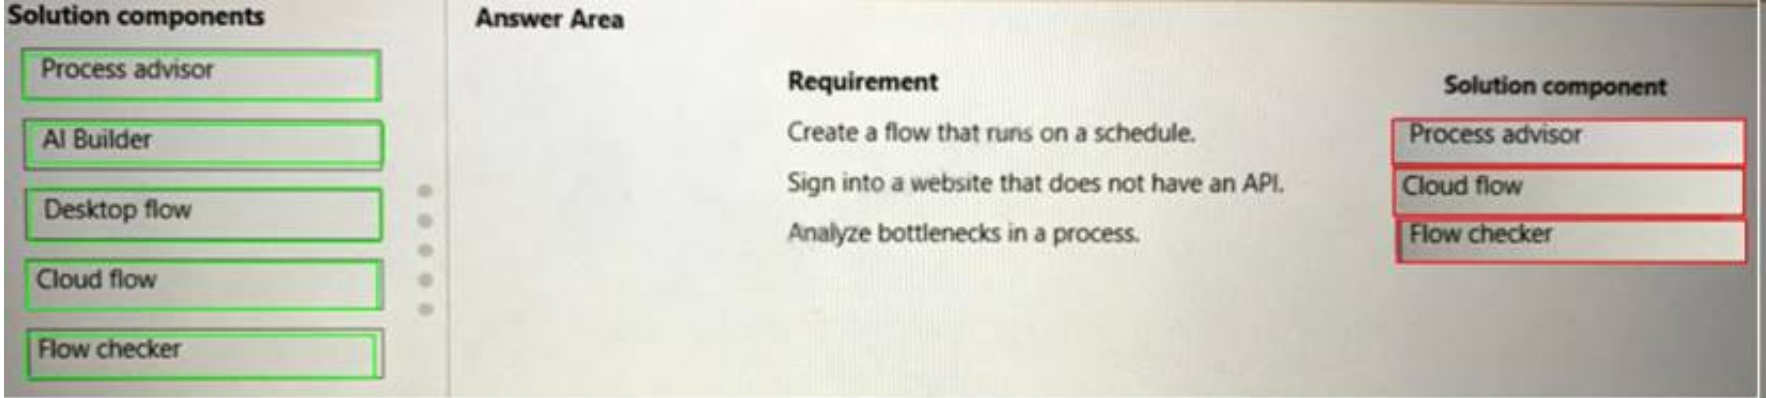 Solution components
Process advisor
AI Builder
Desktop flow
Cloud flow
Flow checker
Answer Area
Requirement
Solution component
Create a flow that runs on a schedule.
Process advisor
Sign into a website that does not have an API.
Cloud flow
Analyze bottlenecks in a process.
Flow checker